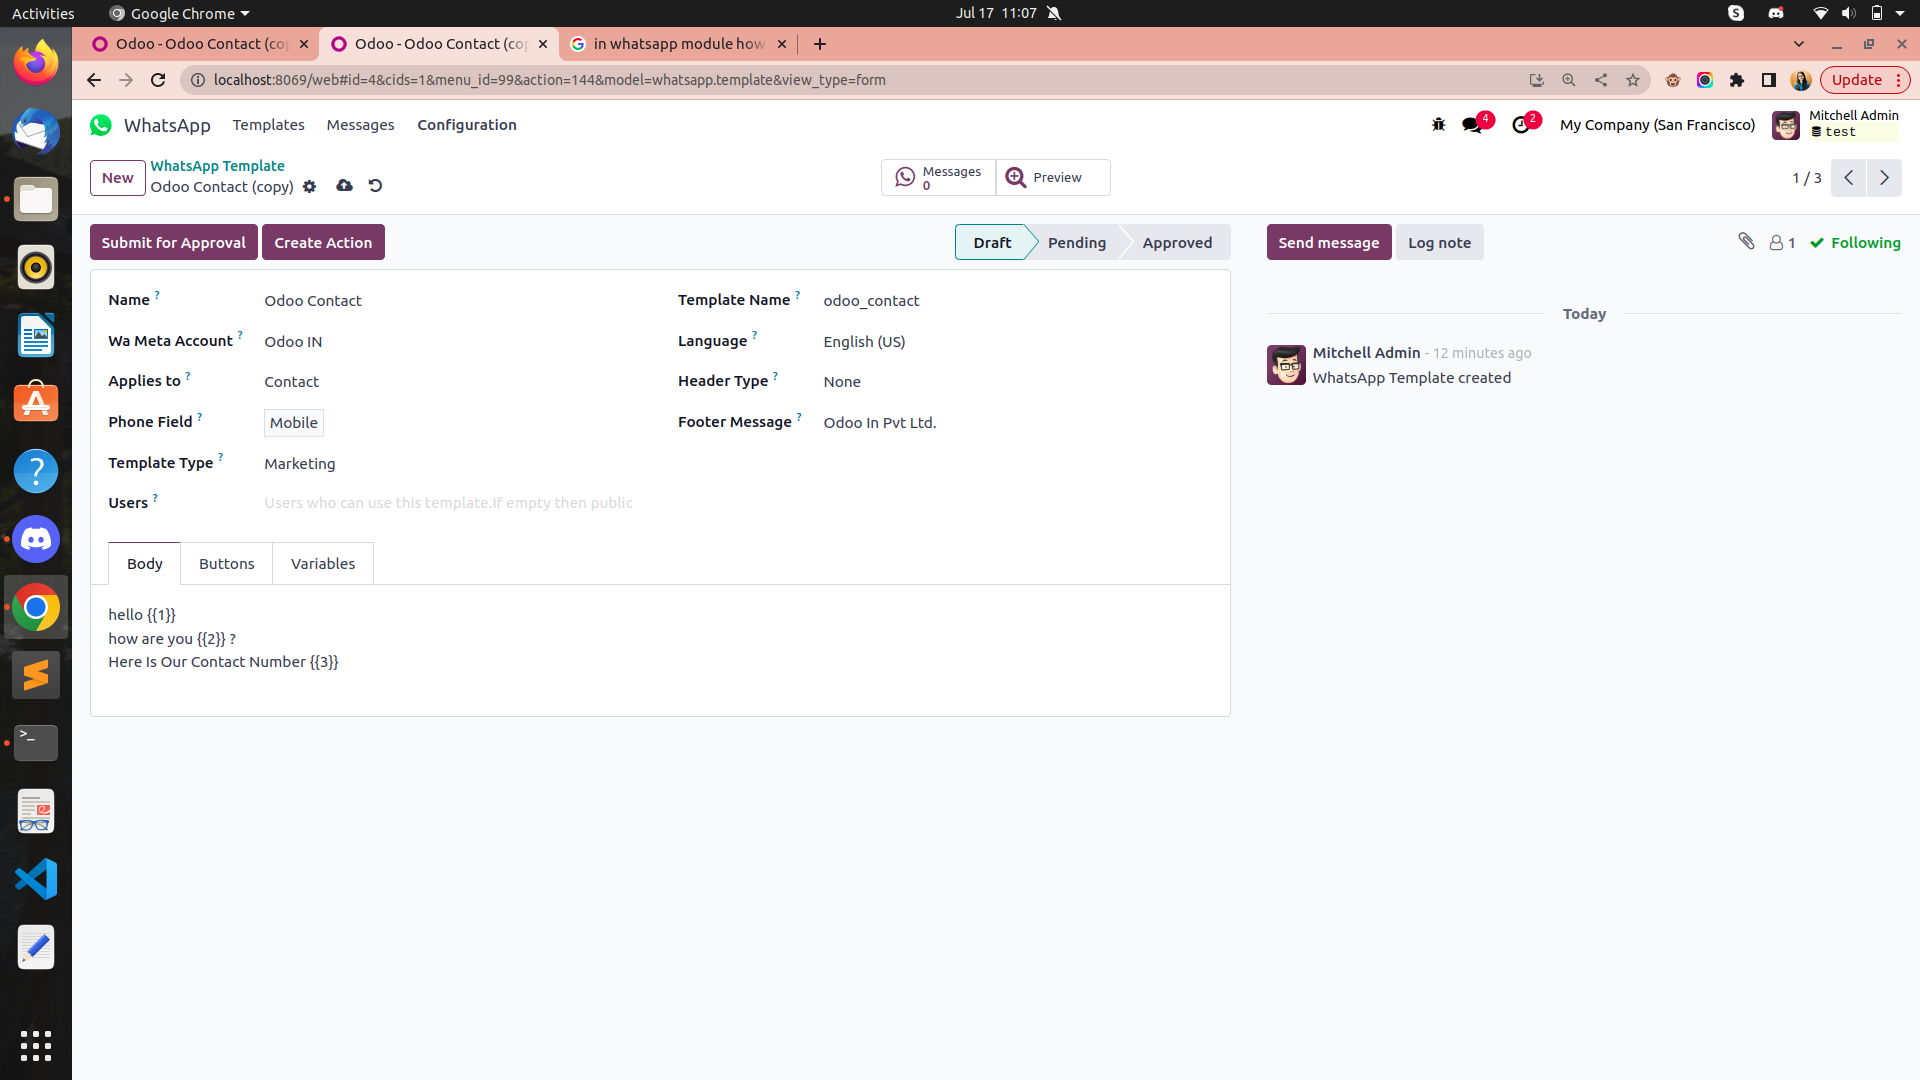 Activities
Google Chrome
Jul 17 11:07
Odoo - Odoo Contact (cop
Odoo - Odoo Contact (cop
in whatsapp module how
localhost:8069/web#id=4&cids=1&menu_id=99&action=144&model=whatsapp.template&view_type=form
Update
WhatsApp
Templates
Messages
Configuration
4
2
My Company (San Francisco)
Mitchell Admin
test
New
WhatsApp Template
Odoo Contact (copy)
Messages
0
Preview
1 / 3
Submit for Approval
Create Action
Draft
Pending
Approved
Send message
Log note
1
Following
Name ?
Odoo Contact
Template Name ?
odoo_contact
Wa Meta Account ?
Odoo IN
Language ?
English (US)
Applies to ?
Contact
Header Type ?
None
Phone Field ?
Mobile
Footer Message ?
Odoo In Pvt Ltd.
Template Type ?
Marketing
Users ?
Users who can use this template.If empty then public
Body
Buttons
Variables
hello {{1}}
how are you {{2}} ?
Here Is Our Contact Number {{3}}
Today
Mitchell Admin - 12 minutes ago
WhatsApp Template created